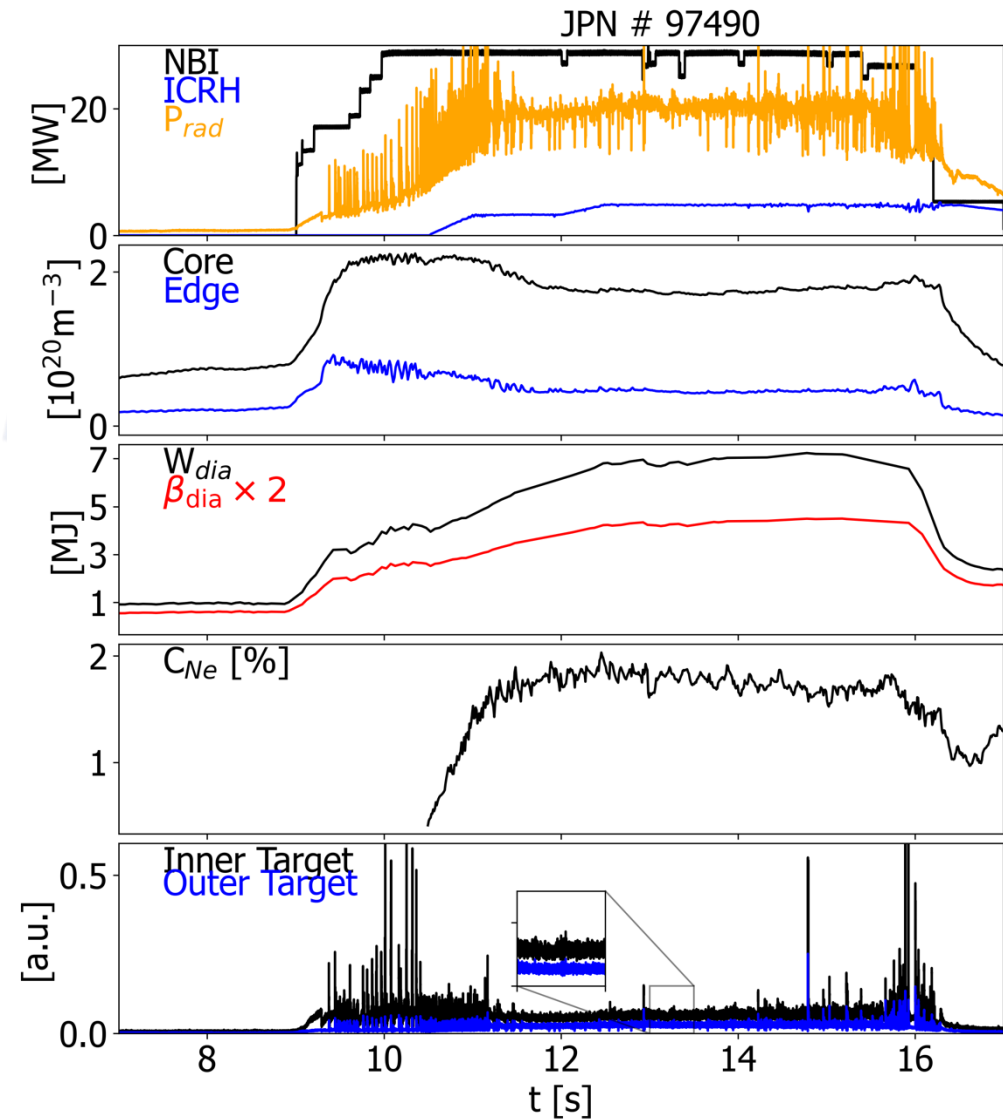 JPN # 97490
NBI
ICRH
P_rad
[MW]
20
0
Core
Edge
[10^20 m^−3]
2
0
W_dia
β_dia × 2
[MJ]
7
5
3
1
C_Ne [%]
2
1
Inner Target
Outer Target
[a.u.]
0.5
0.0
8 10 12 14 16
t [s]